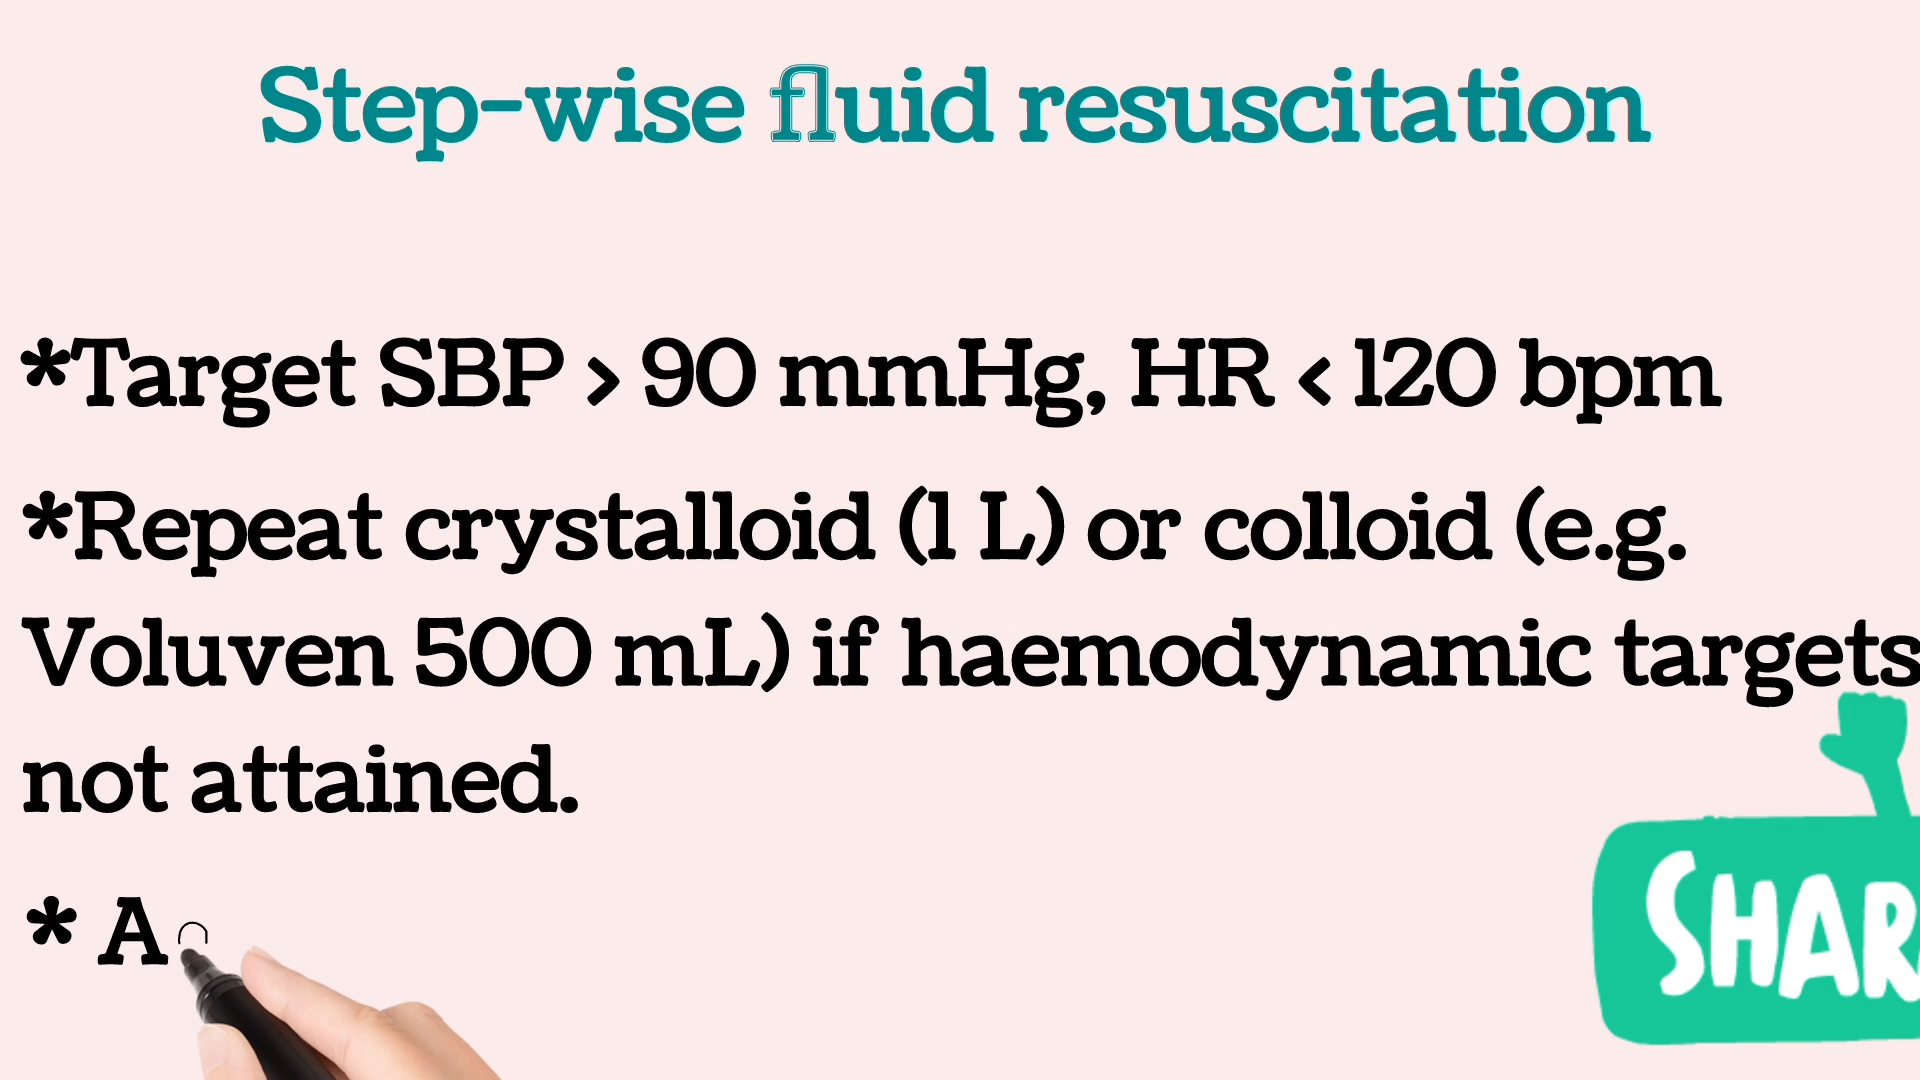 Step-wise fluid resuscitation
*Target SBP > 90 mmHg, HR < 120 bpm
*Repeat crystalloid (1 L) or colloid (e.g.
Voluven 500 mL) if haemodynamic targets
not attained.
* A
SHAR